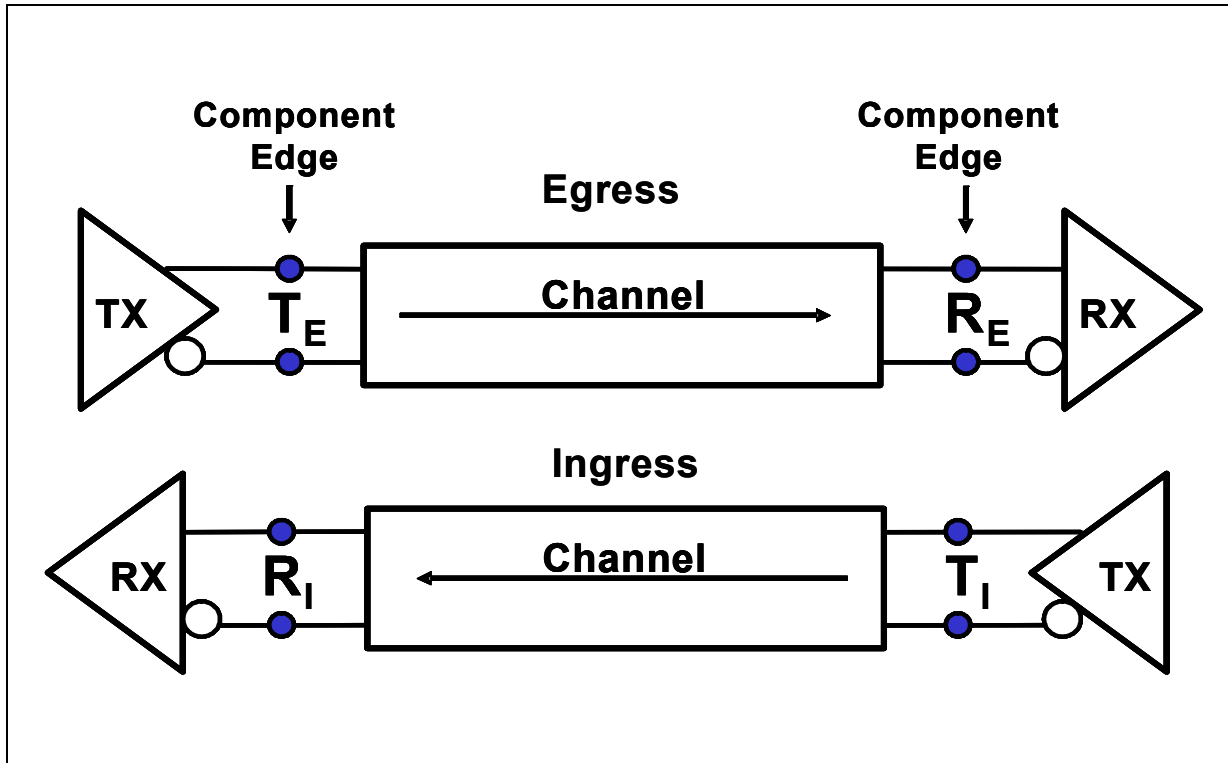 Component
Edge
Component
Edge
Egress
TX
T_E
Channel
R_E
RX
Ingress
RX
R_I
Channel
T_I
TX